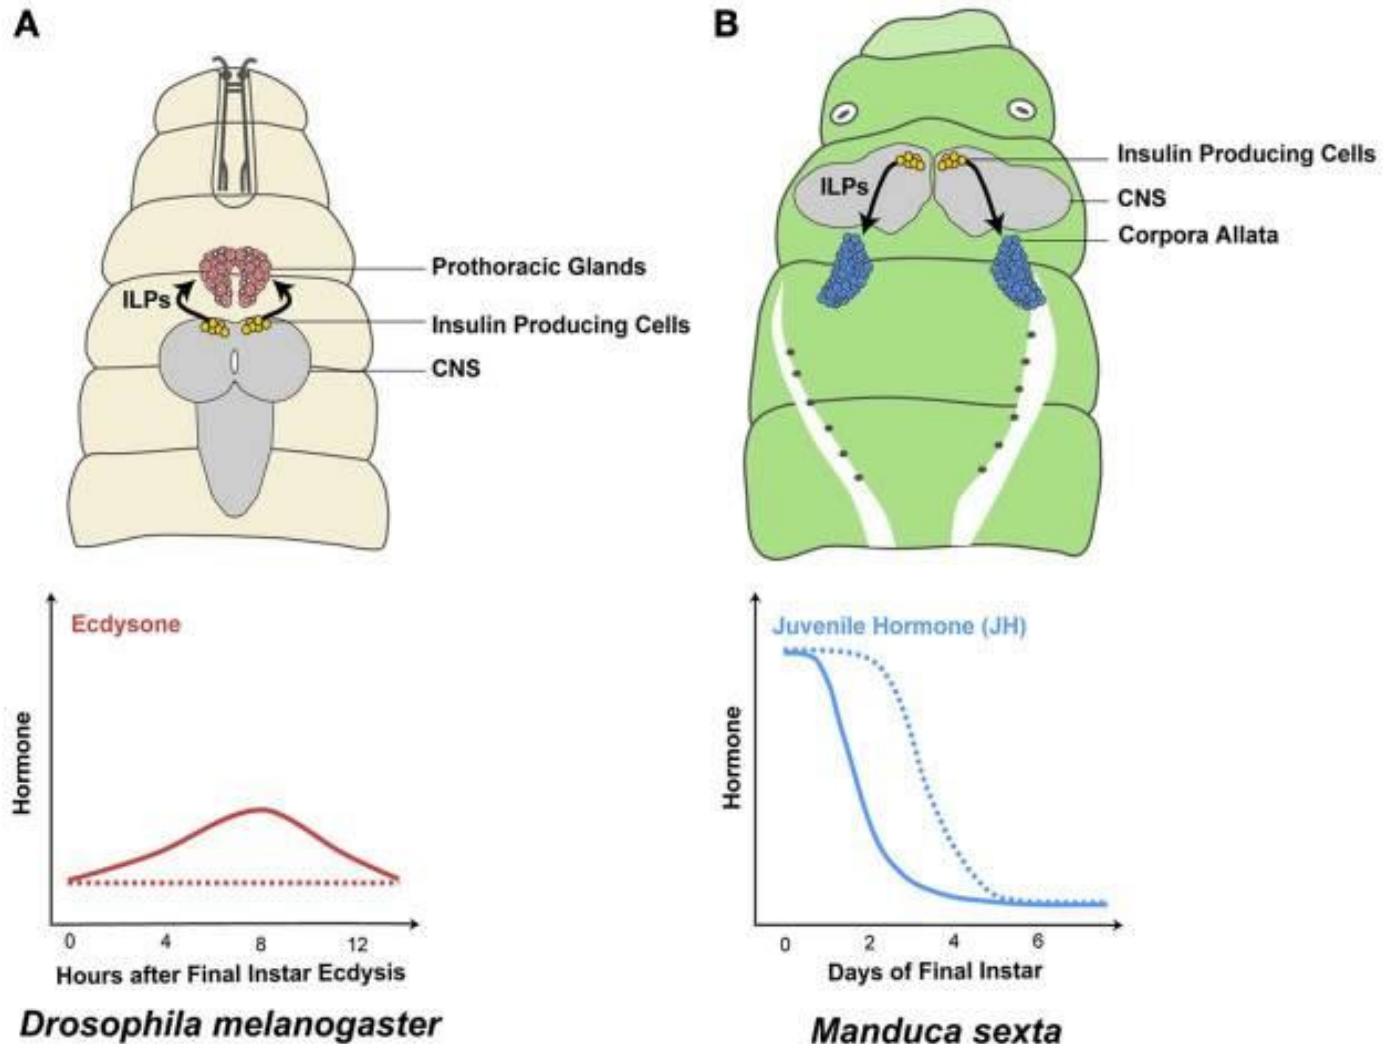 A
ILPs
Prothoracic Glands
Insulin Producing Cells
CNS
Ecdysone
Hormone
0 4 8 12
Hours after Final Instar Ecdysis
Drosophila melanogaster
B
ILPs
Insulin Producing Cells
CNS
Corpora Allata
Juvenile Hormone (JH)
Hormone
0 2 4 6
Days of Final Instar
Manduca sexta